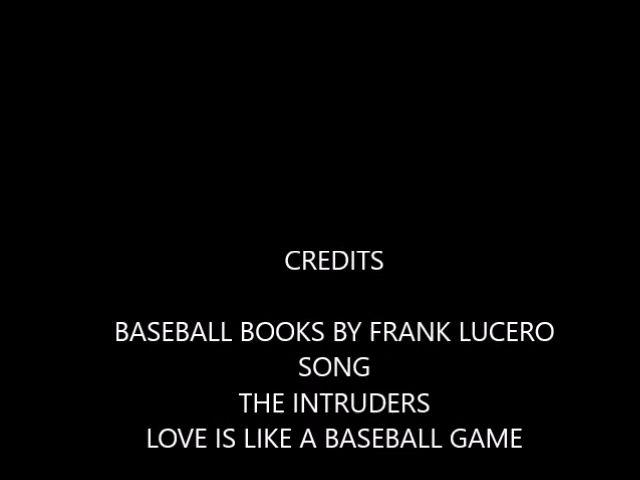 CREDITS
BASEBALL BOOKS BY FRANK LUCERO
SONG
THE INTRUDERS
LOVE IS LIKE A BASEBALL GAME